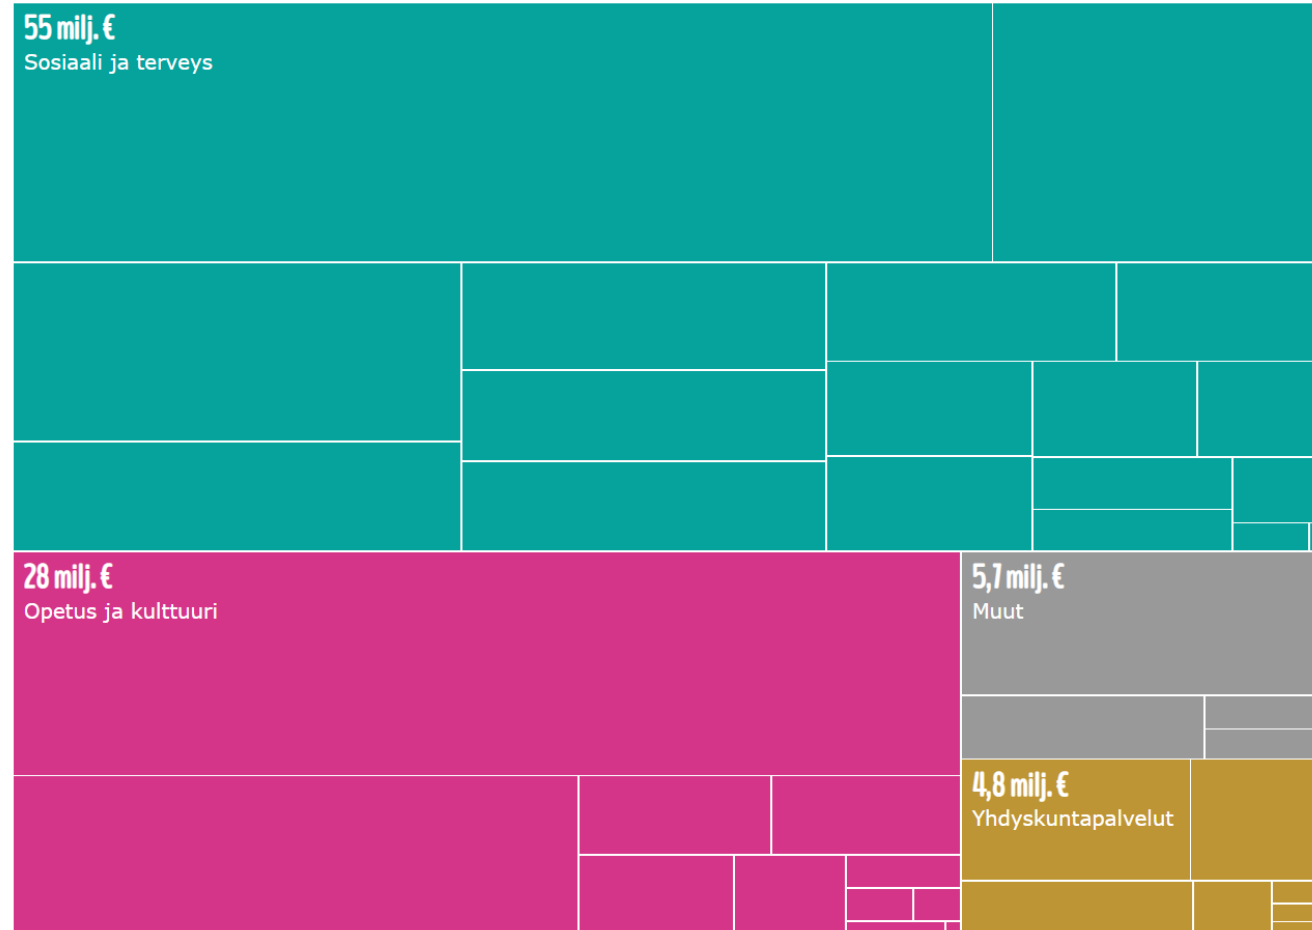 55 milj. €
Sosiaali ja terveys
28 milj. €
Opetus ja kulttuuri
5,7 milj. €
Muut
4,8 milj. €
Yhdyskuntapalvelut